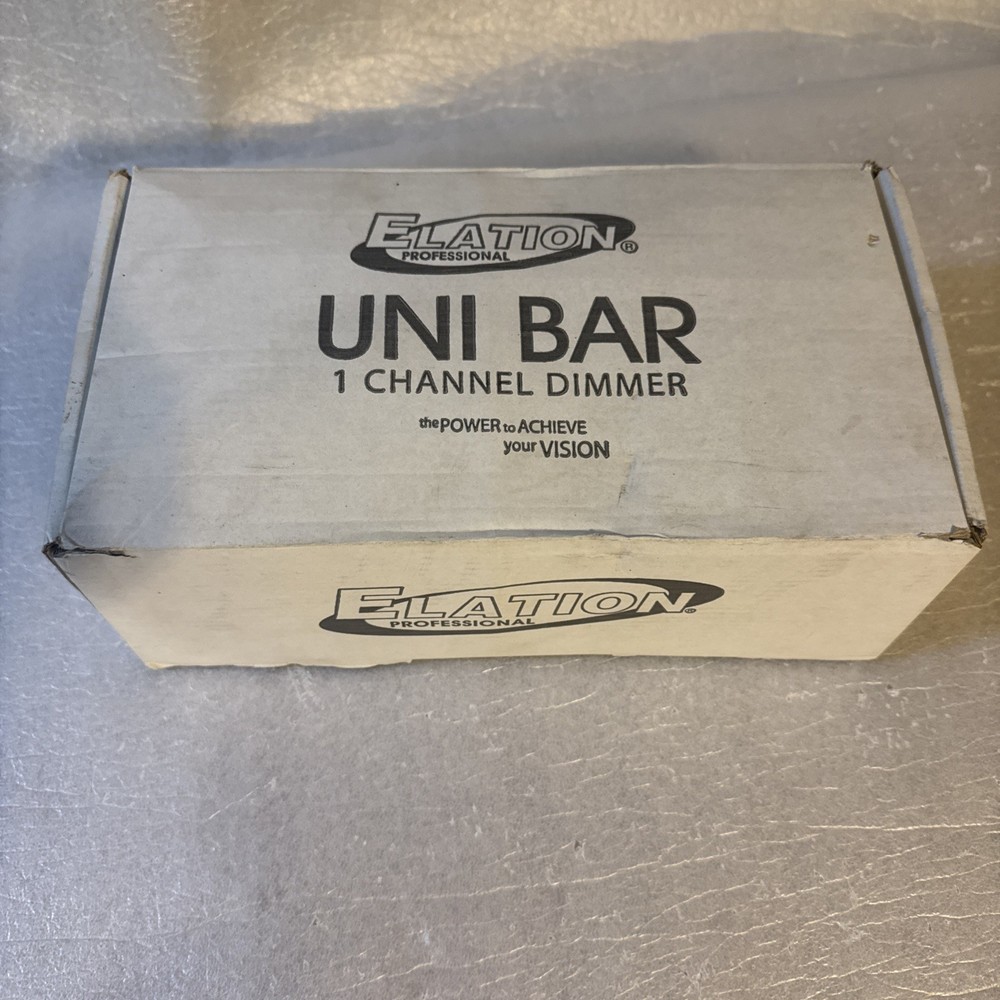 ELATION®
PROFESSIONAL
UNI BAR
1 CHANNEL DIMMER
the POWER to ACHIEVE
your VISION
ELATION®
PROFESSIONAL